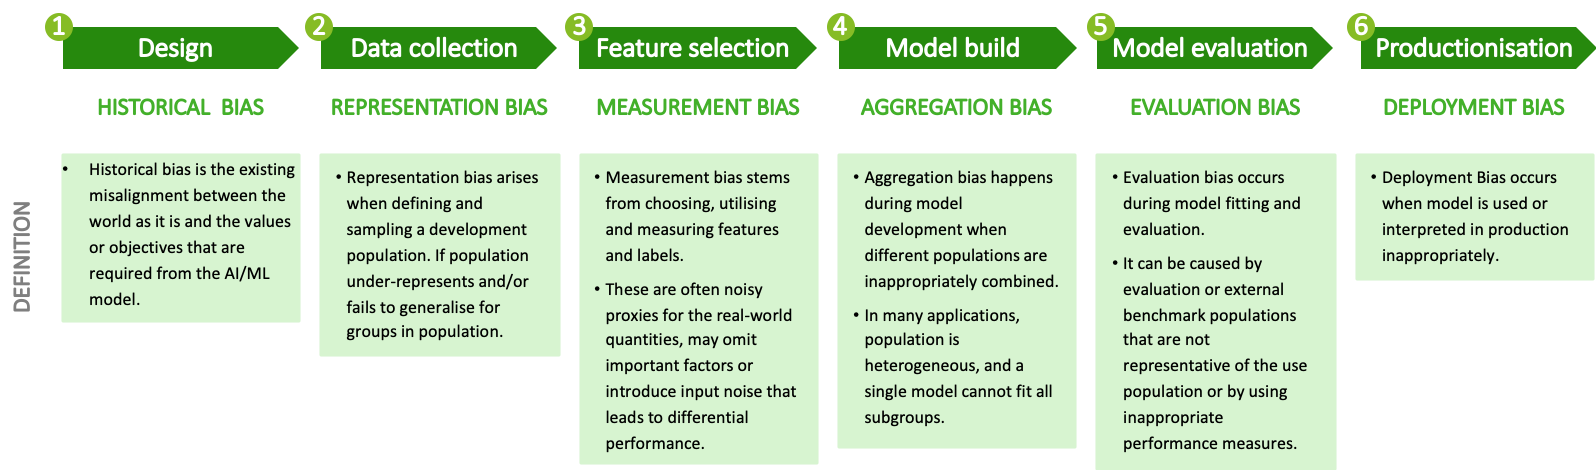 1
Design
2
Data collection
3
Feature selection
4
Model build
5
Model evaluation
6
Productionisation
HISTORICAL BIAS
REPRESENTATION BIAS
MEASUREMENT BIAS
AGGREGATION BIAS
EVALUATION BIAS
DEPLOYMENT BIAS
DEFINITION
• Historical bias is the existing
misalignment between the
world as it is and the values
or objectives that are
required from the AI/ML
model.
• Representation bias arises
when defining and
sampling a development
population. If population
under-represents and/or
fails to generalise for
groups in population.
• Measurement bias stems
from choosing, utilising
and measuring features
and labels.
• These are often noisy
proxies for the real-world
quantities, may omit
important factors or
introduce input noise that
leads to differential
performance.
• Aggregation bias happens
during model
development when
different populations are
inappropriately combined.
• In many applications,
population is
heterogeneous, and a
single model cannot fit all
subgroups.
• Evaluation bias occurs
during model fitting and
evaluation.
• It can be caused by
evaluation or external
benchmark populations
that are not
representative of the use
population or by using
inappropriate
performance measures.
• Deployment Bias occurs
when model is used or
interpreted in production
inappropriately.